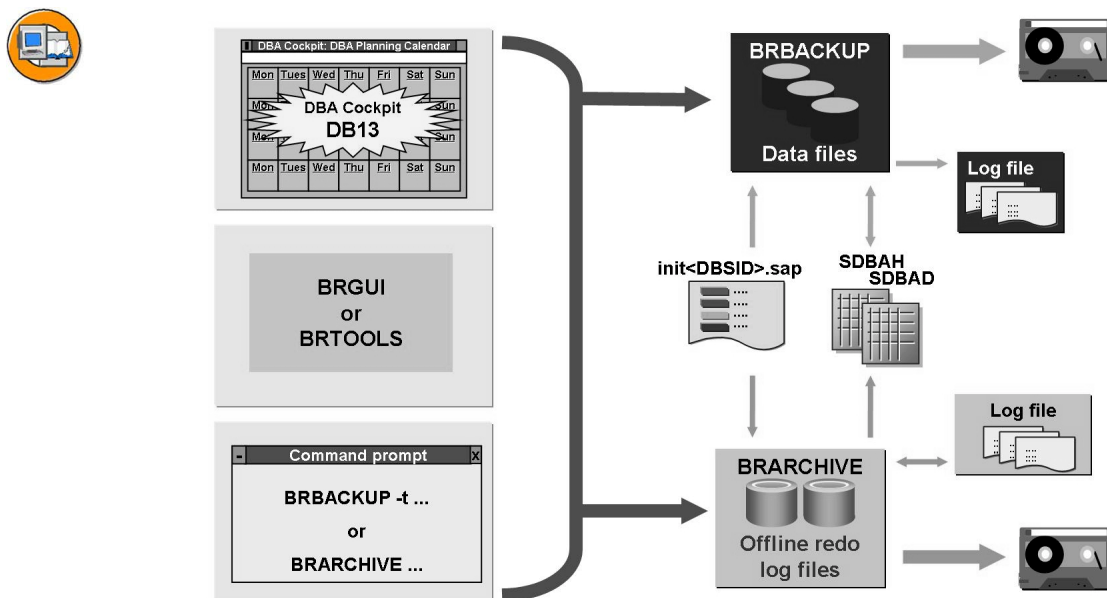 DBA Cockpit: DBA Planning Calendar
Mon Tues Wed Thu Fri Sat Sun
Mon Sun
DBA Cockpit
DB13
Mon Sun
Mon Tues Wed Thu Fri Sat Sun
BRGUI
or
BRTOOLS
- Command prompt x
BRBACKUP -t ...
or
BRARCHIVE ...
BRBACKUP
Data files
Log file
init<DBSID>.sap
SDBAH
SDBAD
Log file
BRARCHIVE
Offline redo
log files